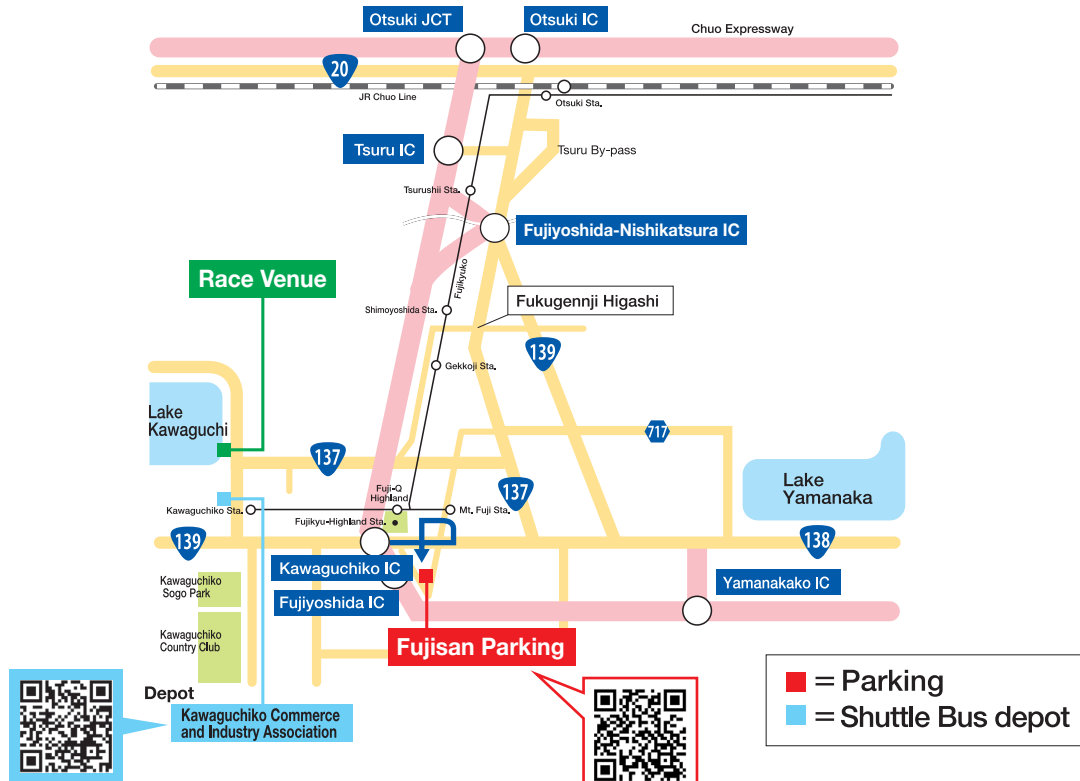 Otsuki JCT
Otsuki IC
Chuo Expressway
20
JR Chuo Line
Otsuki Sta.
Tsuru IC
Tsuru By-pass
Tsurushii Sta.
Fujiyoshida-Nishikatsura IC
Race Venue
Fujikyuko
Fukugennji Higashi
Shimoyoshida Sta.
139
Gekkoji Sta.
Lake
Kawaguchi
717
137
Lake
Yamanaka
Fuji-Q
Highland
137
Kawaguchiko Sta.
Mt. Fuji Sta.
Fujikyu-Highland Sta.
139
138
Kawaguchiko IC
Kawaguchiko
Sogo Park
Yamanakako IC
Fujiyoshida IC
Kawaguchiko
Country Club
Fujisan Parking
Depot
Kawaguchiko Commerce
and Industry Association
= Parking
= Shuttle Bus depot